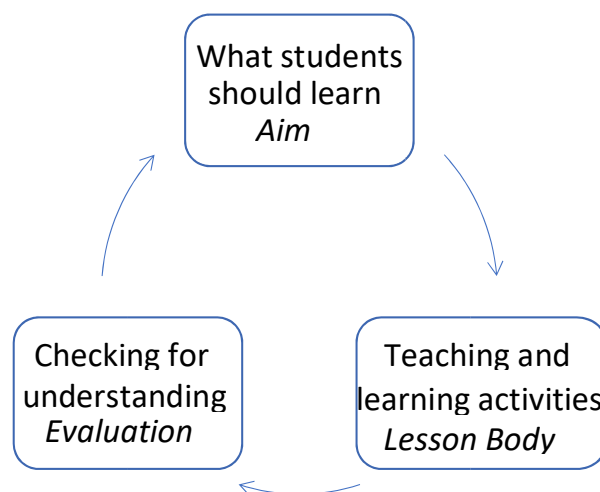 What students
should learn
Aim
Checking for
understanding
Evaluation
Teaching and
learning activities
Lesson Body